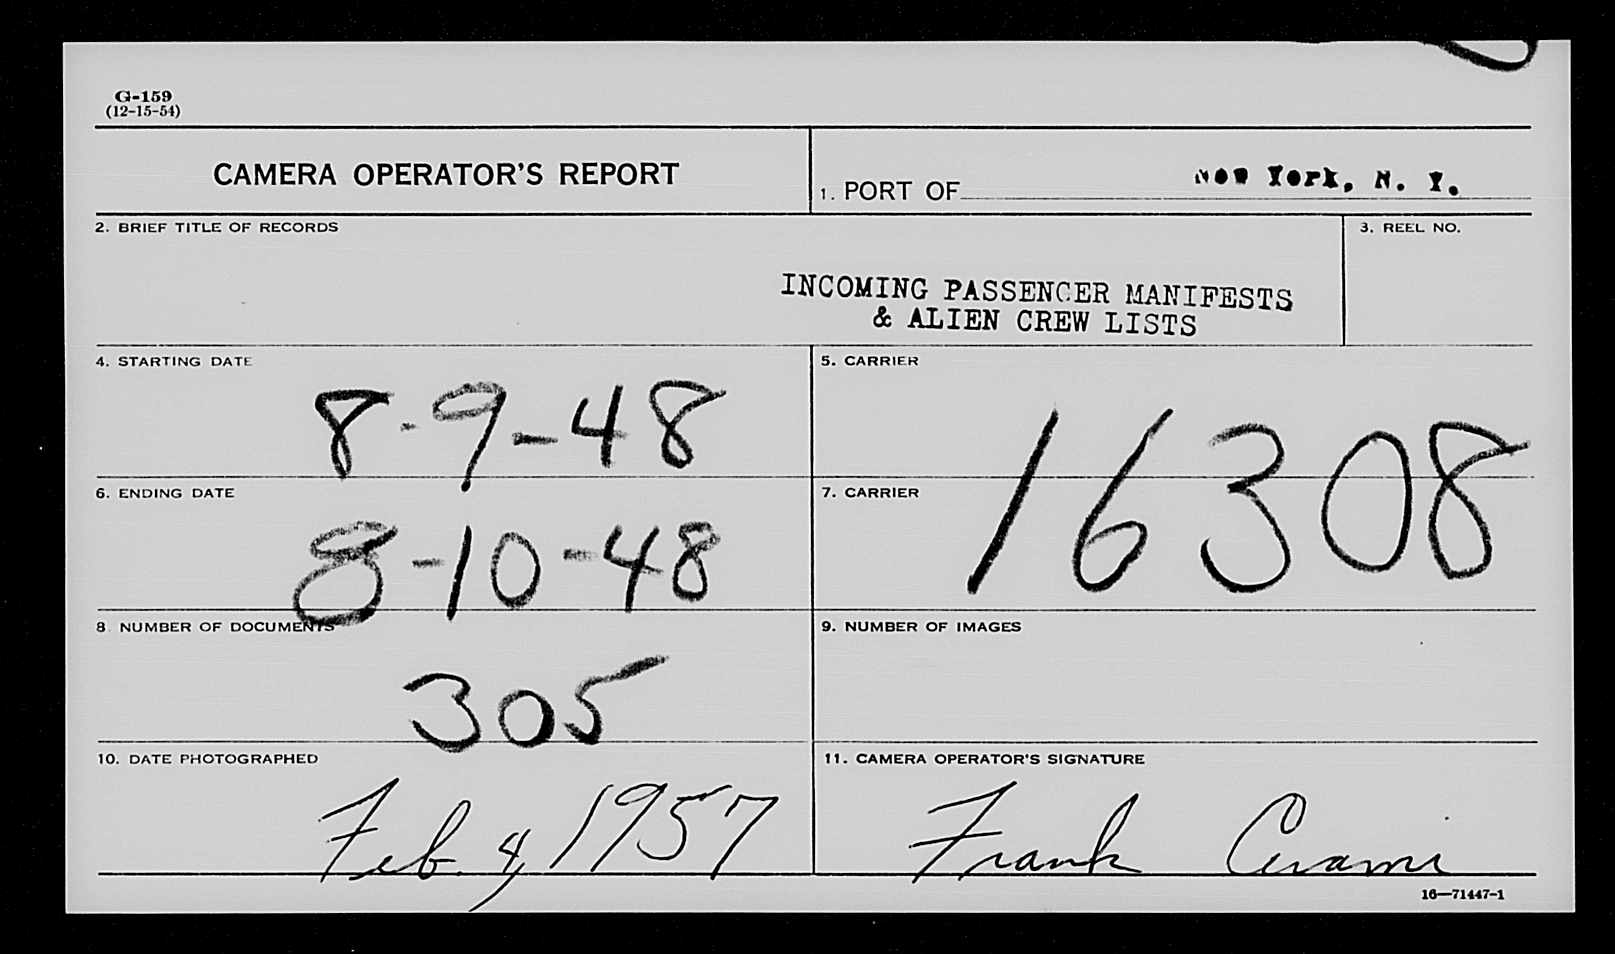 G-159
(12-15-54)
CAMERA OPERATOR'S REPORT
1. PORT OF New York, N. Y.
2. BRIEF TITLE OF RECORDS
3. REEL NO.
INCOMING PASSENGER MANIFESTS
& ALIEN CREW LISTS
4. STARTING DATE
8-9-48
5. CARRIER
16308
6. ENDING DATE
8-10-48
7. CARRIER
8 NUMBER OF DOCUMENTS
305
9. NUMBER OF IMAGES
10. DATE PHOTOGRAPHED
Feb. 4, 1957
11. CAMERA OPERATOR'S SIGNATURE
Frank Cerami
16—71447-1